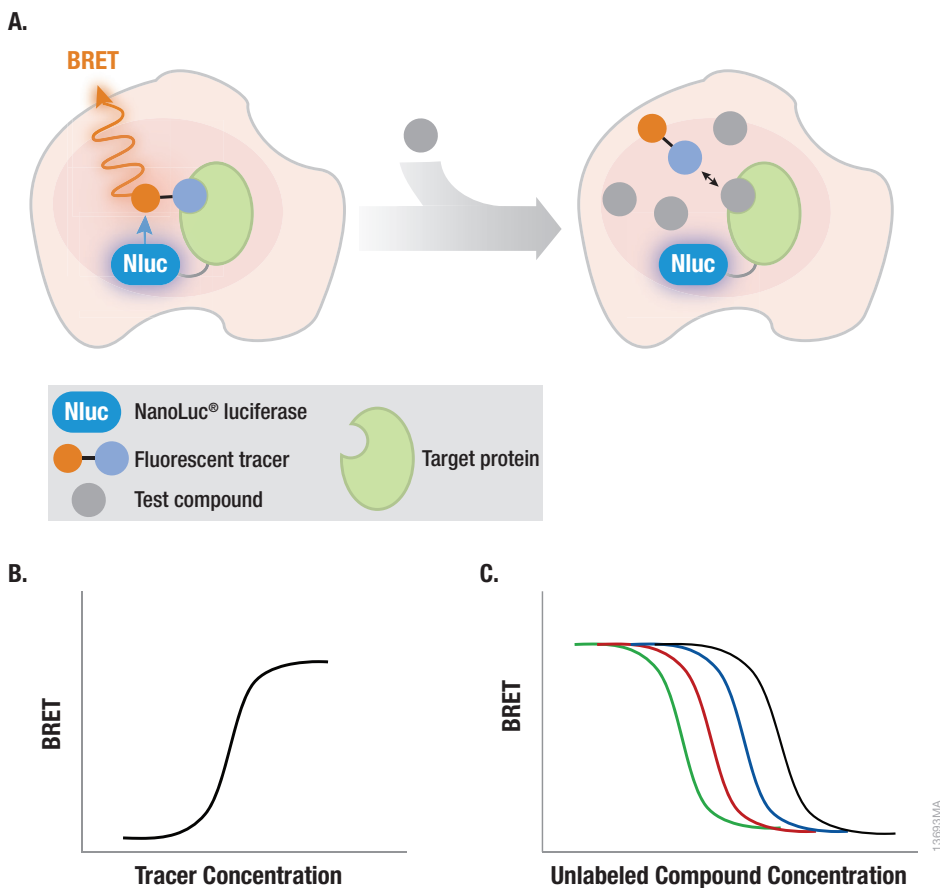 A.
BRET
Nluc
Nluc
Nluc NanoLuc® luciferase
Fluorescent tracer
Test compound
Target protein
B.
BRET
Tracer Concentration
C.
BRET
Unlabeled Compound Concentration
13693MA